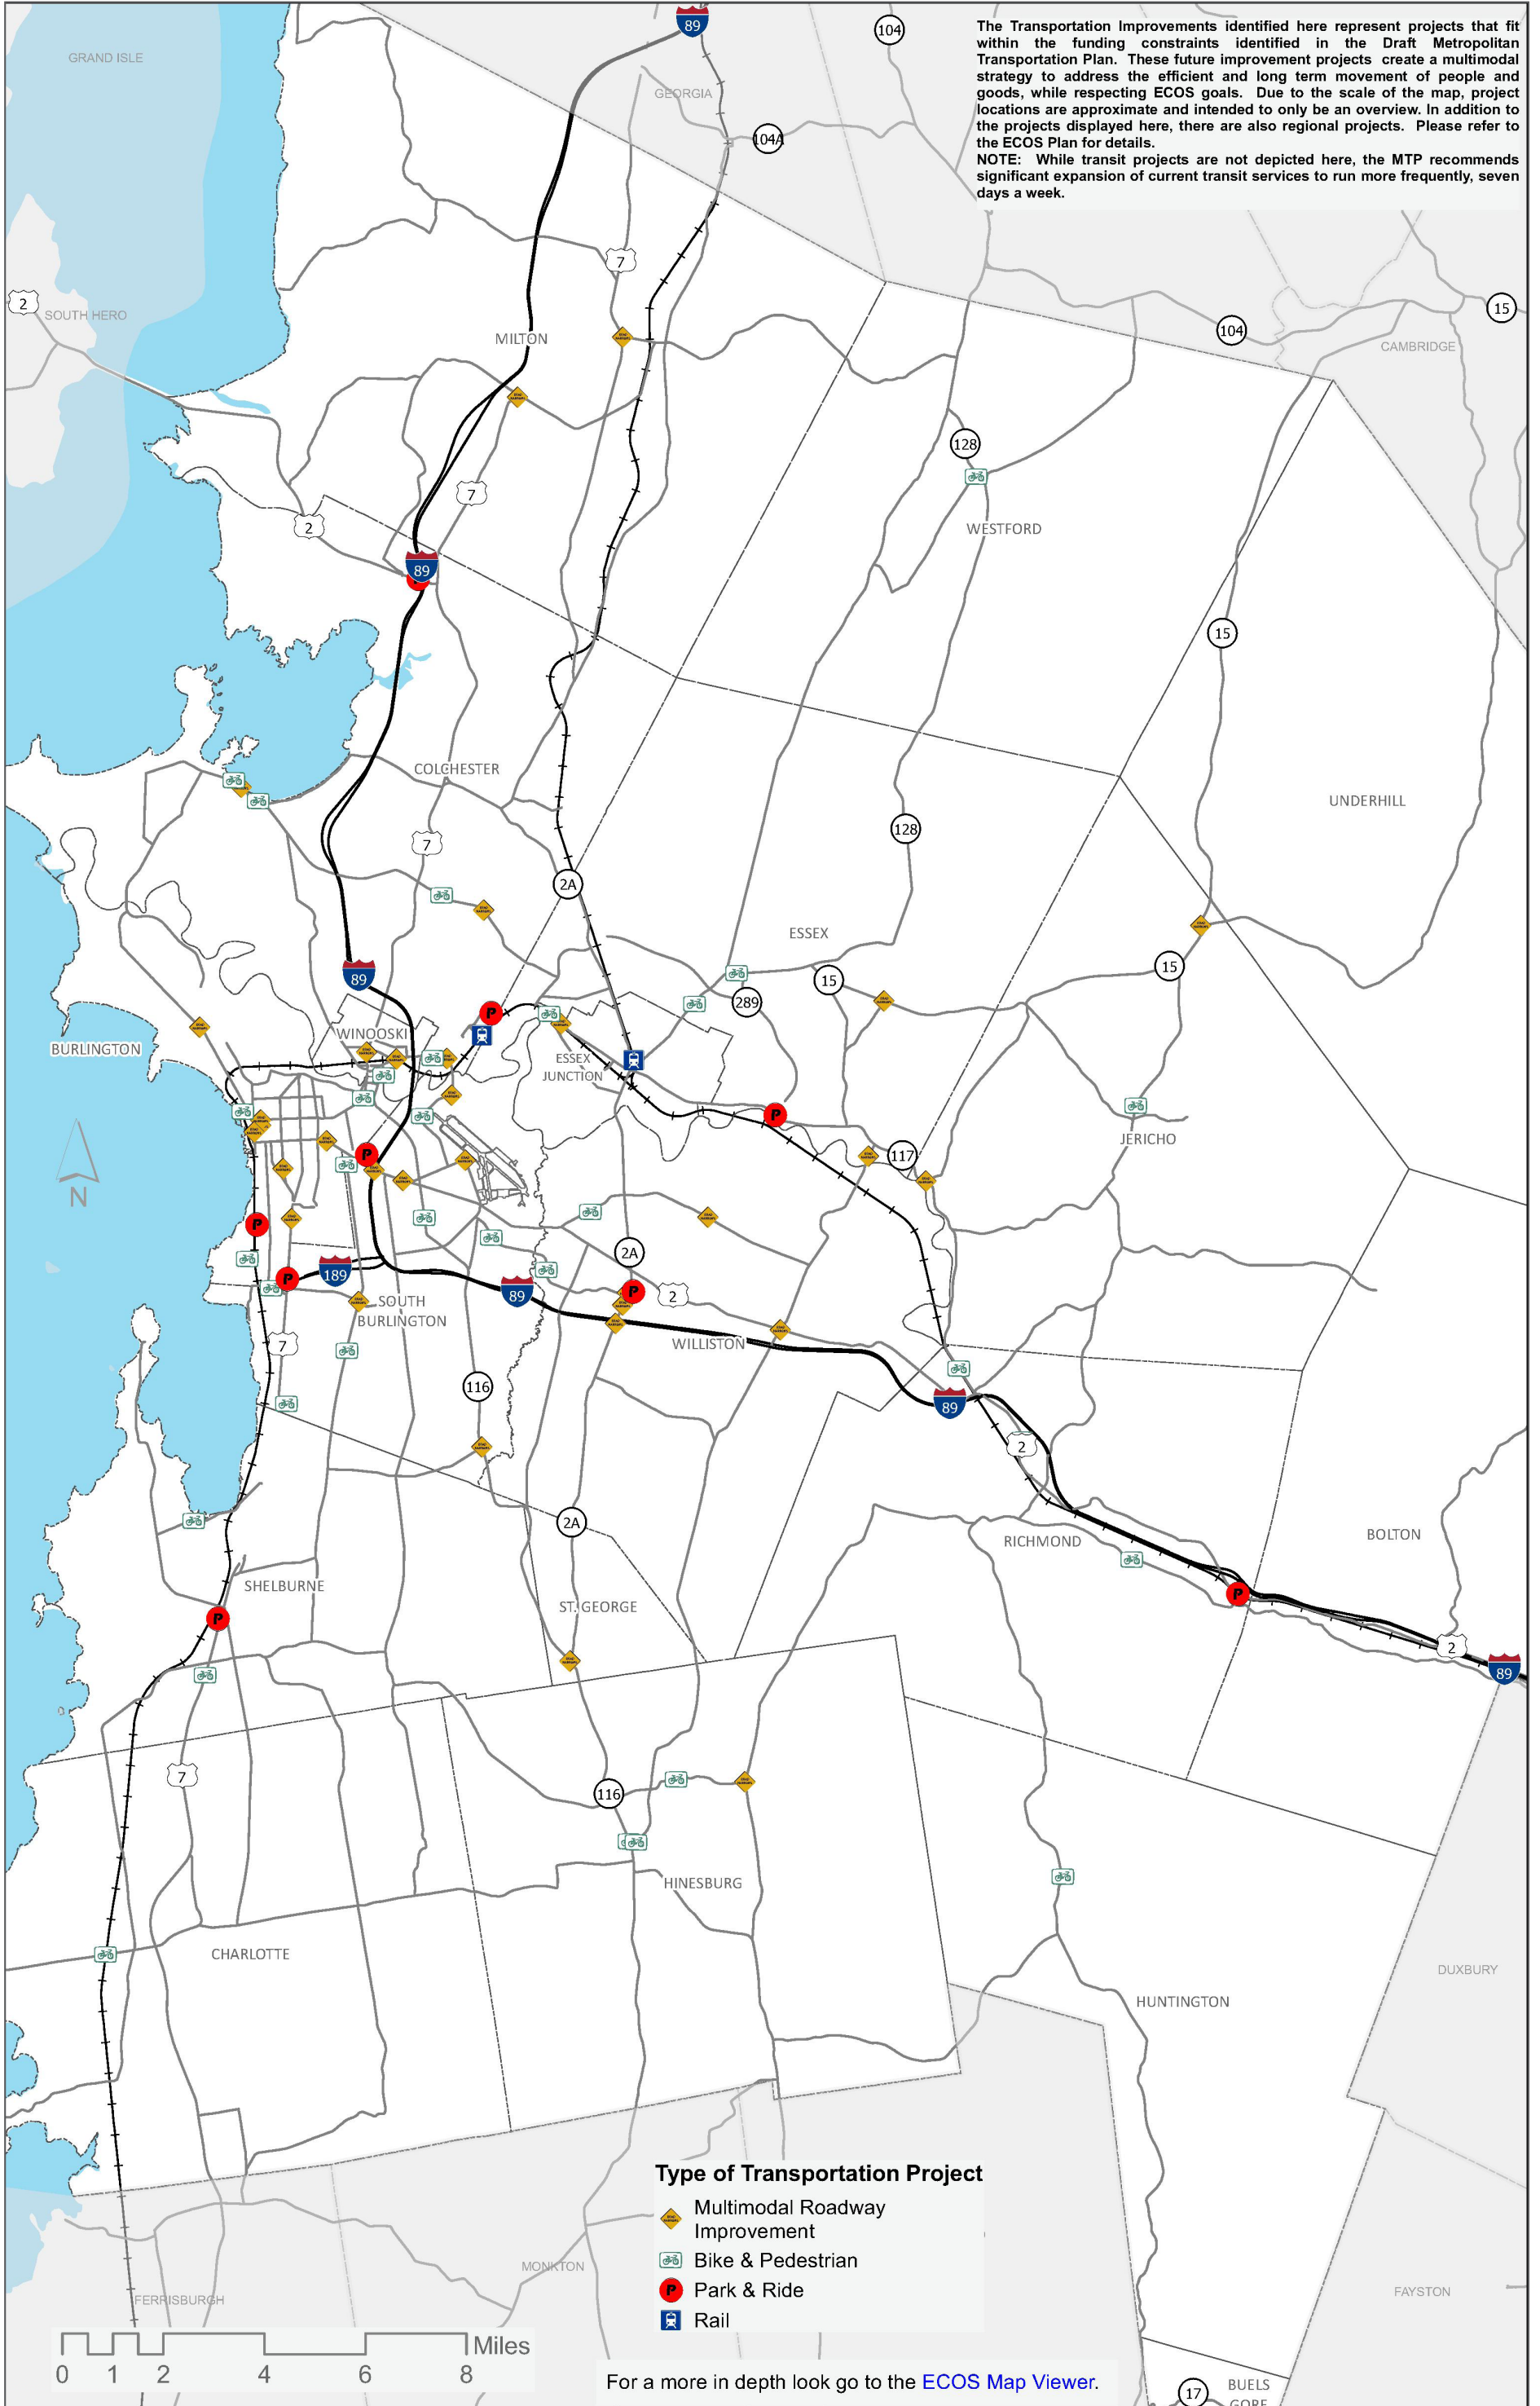 The Transportation Improvements identified here represent projects that fit
within the funding constraints identified in the Draft Metropolitan
Transportation Plan. These future improvement projects create a multimodal
strategy to address the efficient and long term movement of people and
goods, while respecting ECOS goals. Due to the scale of the map, project
locations are approximate and intended to only be an overview. In addition to
the projects displayed here, there are also regional projects. Please refer to
the ECOS Plan for details.
NOTE: While transit projects are not depicted here, the MTP recommends
significant expansion of current transit services to run more frequently, seven
days a week.
89
104
GRAND ISLE
GEORGIA
104A
7
2
SOUTH HERO
15
104
MILTON
CAMBRIDGE
128
7
2
WESTFORD
89
15
COLCHESTER
UNDERHILL
128
7
2A
ESSEX
15
89
15
289
P
WINOOSKI
BURLINGTON
ESSEX
JUNCTION
P
JERICHO
P
117
N
P
2A
189
P
89
P
2
SOUTH
BURLINGTON
7
WILLISTON
116
89
2
2A
RICHMOND
BOLTON
SHELBURNE
P
ST. GEORGE
P
2
89
7
116
HINESBURG
CHARLOTTE
DUXBURY
HUNTINGTON
Type of Transportation Project
Multimodal Roadway
Improvement
Bike & Pedestrian
P Park & Ride
Rail
MONKTON
FERRISBURGH
FAYSTON
Miles
0 1 2 4 6 8
For a more in depth look go to the ECOS Map Viewer.
17
BUELS
GORE